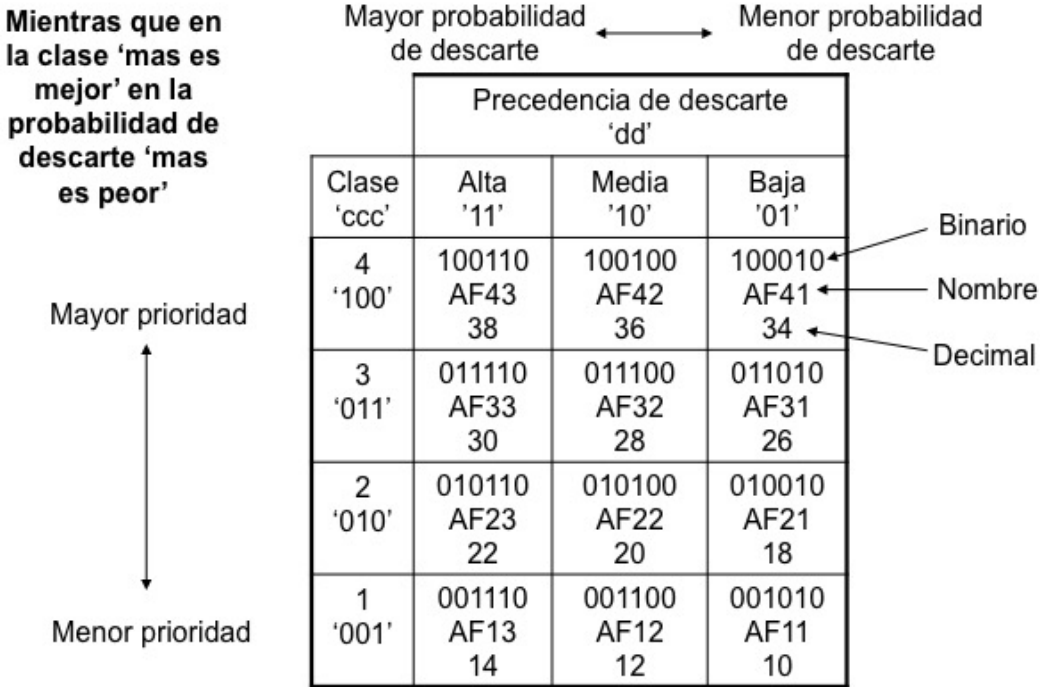 Mientras que en
la clase ‘mas es
mejor’ en la
probabilidad de
descarte ‘mas
es peor’
Mayor probabilidad
de descarte
Menor probabilidad
de descarte
Precedencia de descarte
‘dd’
Clase
‘ccc’
Alta
’11’
Media
’10’
Baja
’01’
4
‘100’
100110
AF43
38
100100
AF42
36
100010
AF41
34
3
‘011’
011110
AF33
30
011100
AF32
28
011010
AF31
26
2
‘010’
010110
AF23
22
010100
AF22
20
010010
AF21
18
1
‘001’
001110
AF13
14
001100
AF12
12
001010
AF11
10
Binario
Nombre
Decimal
Mayor prioridad
Menor prioridad